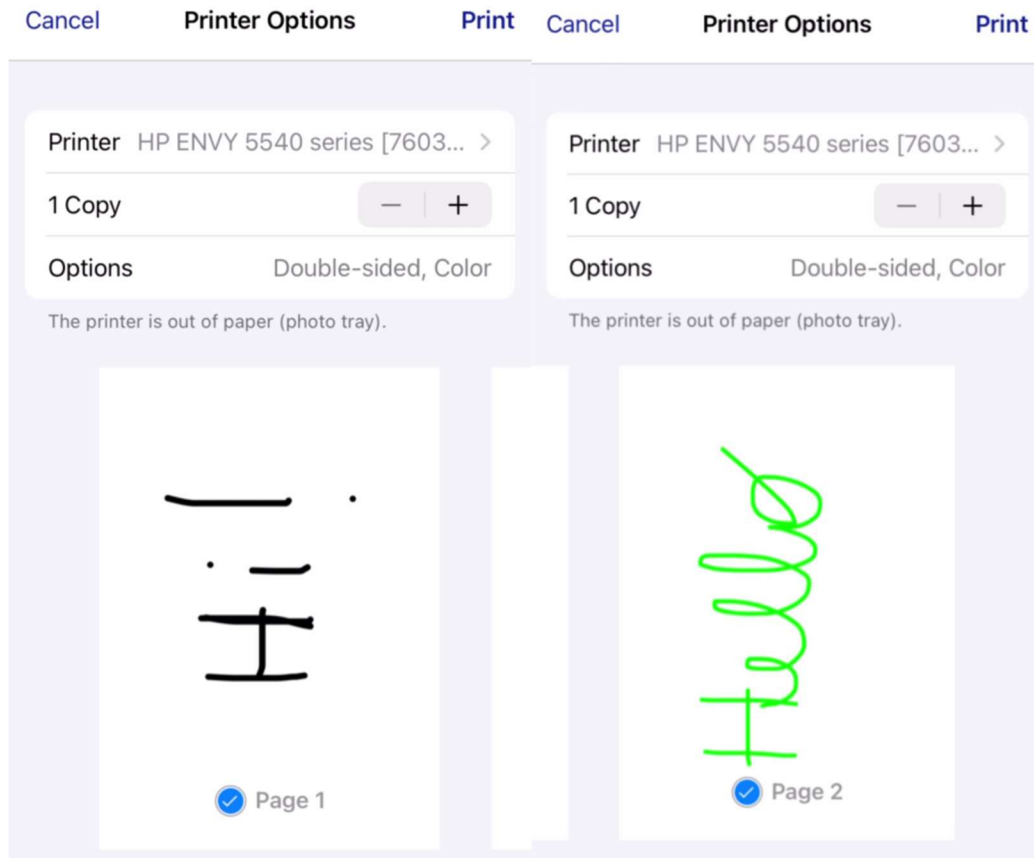 Cancel Printer Options Print
Printer HP ENVY 5540 series [7603...
1 Copy
Options Double-sided, Color
The printer is out of paper (photo tray).
Hi!
Page 1
Cancel Printer Options Print
Printer HP ENVY 5540 series [7603...
1 Copy
Options Double-sided, Color
The printer is out of paper (photo tray).
Hello
Page 2